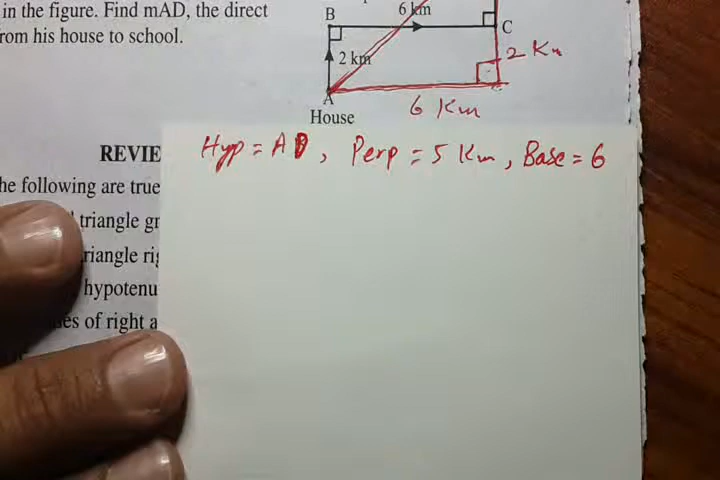 in the figure. Find mAD, the direct
rom his house to school.
B
6 km
C
2 km
2 Km
A
6 Km
House
Hyp = AD, Perp = 5 Km, Base = 6
REVIE
he following are true
triangle gr
riangle rig
hypotenu
es of right a